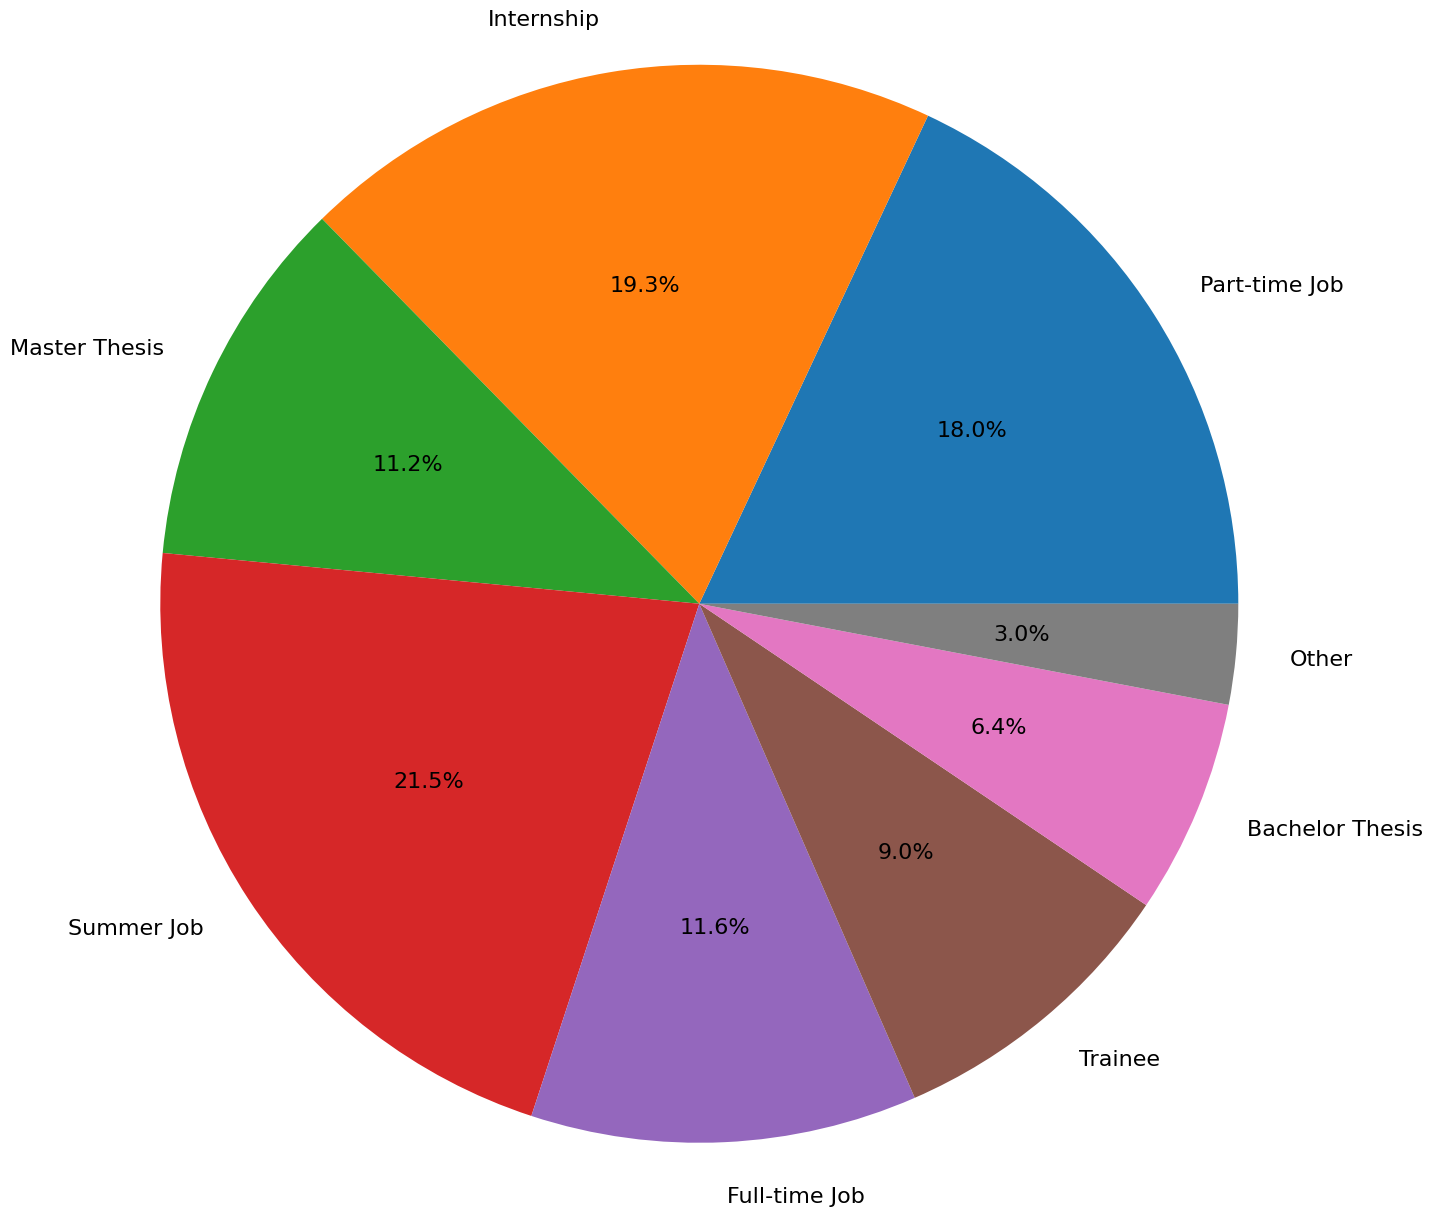 Internship
Part-time Job
19.3%
Master Thesis
18.0%
11.2%
3.0%
Other
6.4%
21.5%
Bachelor Thesis
9.0%
Summer Job
11.6%
Trainee
Full-time Job